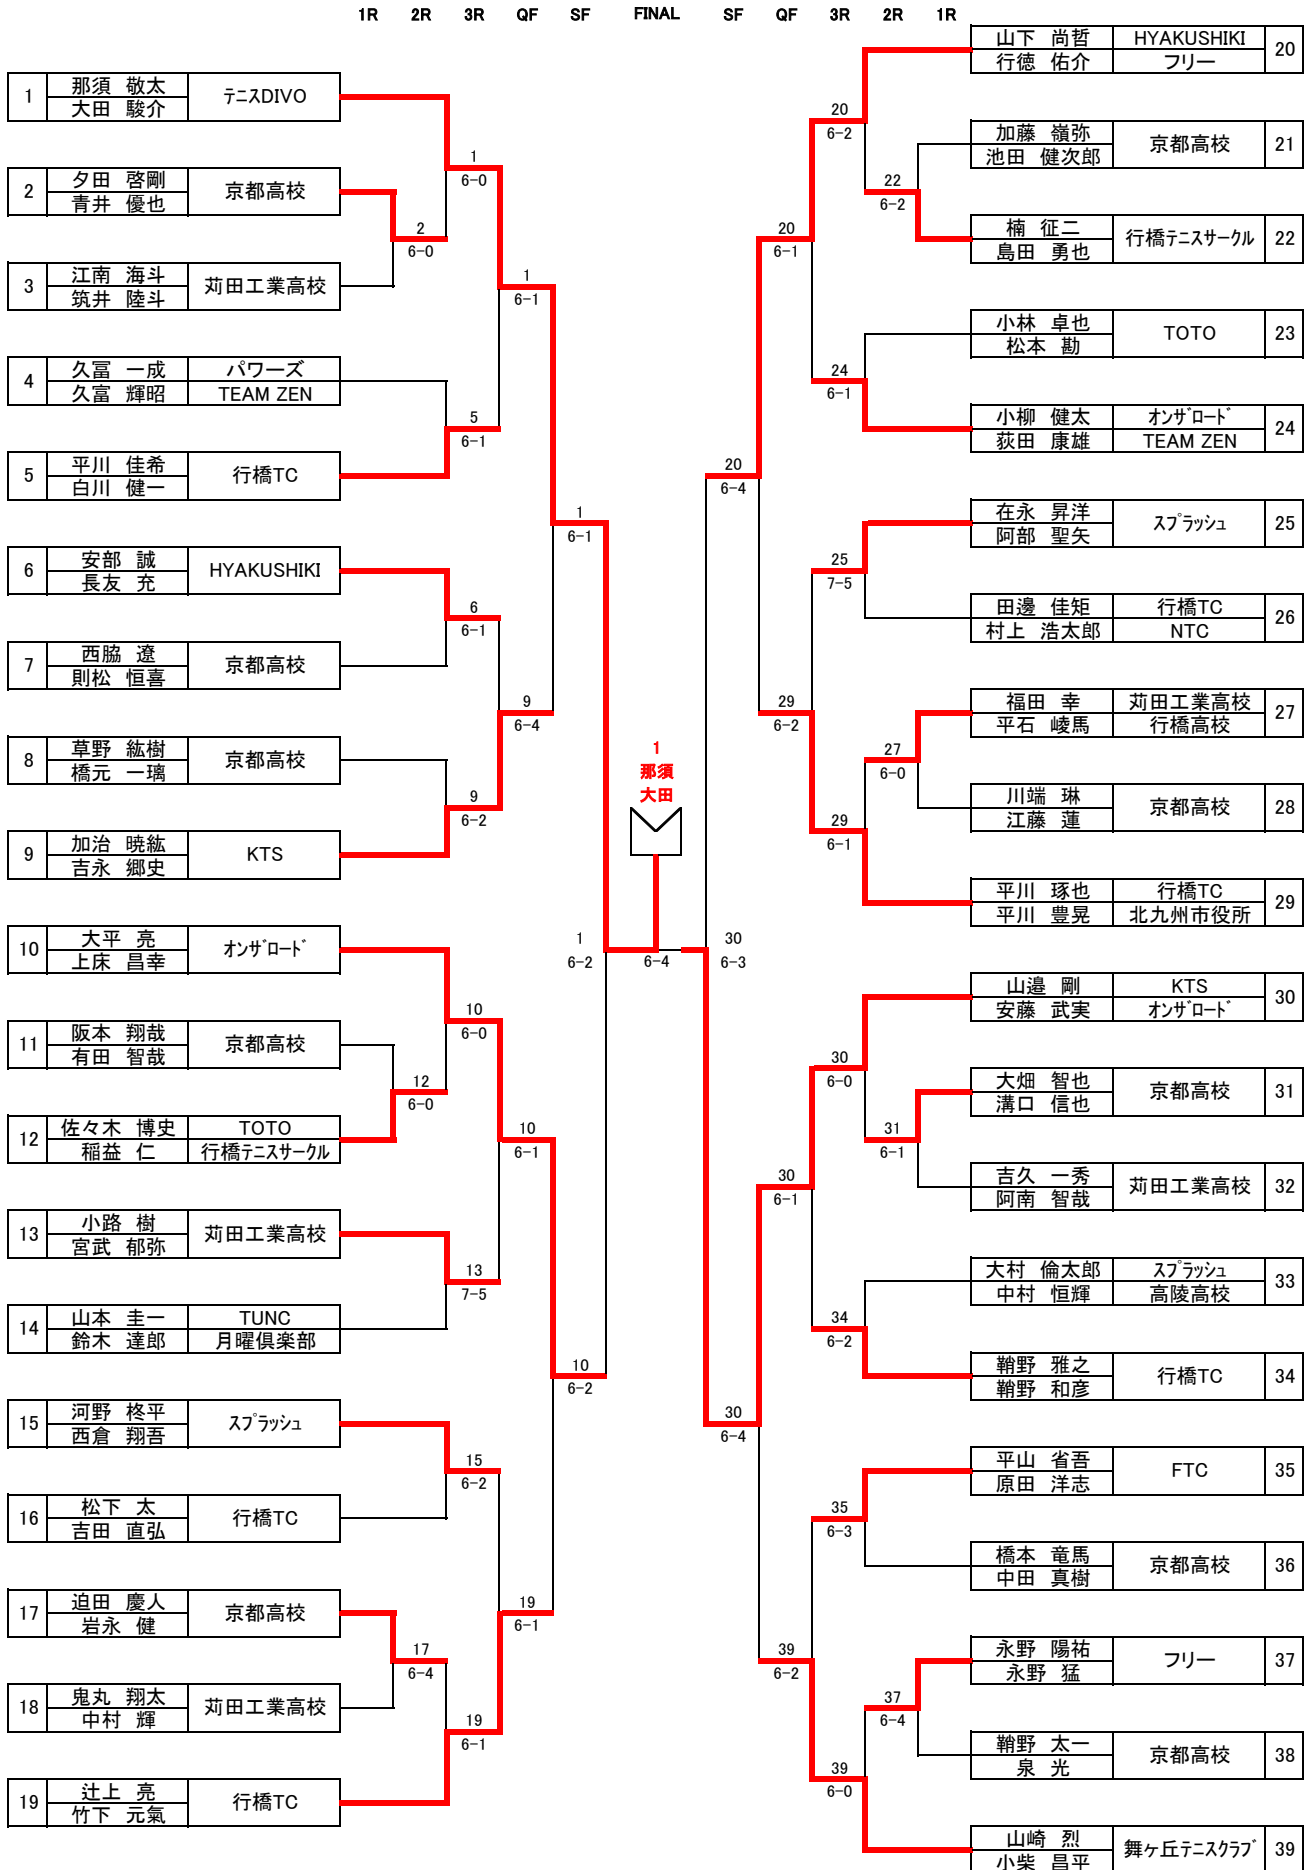 1R 2R 3R QF SF FINAL SF QF 3R 2R 1R
1 那須 敬太 テニスDIVO
大田 駿介
2 夕田 啓剛 京都高校
青井 優也
3 江南 海斗 苅田工業高校
筑井 陸斗
4 久冨 一成 パワーズ
久富 輝昭 TEAM ZEN
5 平川 佳希 行橋TC
白川 健一
6 安部 誠 HYAKUSHIKI
長友 充
7 西脇 遼 京都高校
則松 恒喜
8 草野 紘樹 京都高校
橋元 一璃
9 加治 暁紘 KTS
吉永 郷史
10 大平 亮 オンザロード
上床 昌幸
11 阪本 翔哉 京都高校
有田 智哉
12 佐々木 博史 TOTO
稲益 仁 行橋テニスサークル
13 小路 樹 苅田工業高校
宮武 郁弥
14 山本 圭一 TUNC
鈴木 達郎 月曜倶楽部
15 河野 柊平 スプラッシュ
西倉 翔吾
16 松下 太 行橋TC
吉田 直弘
17 迫田 慶人 京都高校
岩永 健
18 鬼丸 翔太 苅田工業高校
中村 輝
19 辻上 亮 行橋TC
竹下 元氣
2
6-0
12
6-0
17
6-4
1
6-0
5
6-1
6
6-1
9
6-2
10
6-0
13
7-5
15
6-2
19
6-1
1
6-1
9
6-4
10
6-1
19
6-1
1
6-1
10
6-2
1
6-2
1
那須
大田
6-4
30
6-3
20
6-4
30
6-4
20
6-1
29
6-2
30
6-1
39
6-2
20
6-2
24
6-1
25
7-5
29
6-1
30
6-0
34
6-2
35
6-3
39
6-0
22
6-2
27
6-0
31
6-1
37
6-4
山下 尚哲 HYAKUSHIKI 20
行徳 佑介 フリー
加藤 嶺弥 京都高校 21
池田 健次郎
楠 征二 行橋テニスサークル 22
島田 勇也
小林 卓也 TOTO 23
松本 勘
小柳 健太 オンザロード 24
荻田 康雄 TEAM ZEN
在永 昇洋 スプラッシュ 25
阿部 聖矢
田邊 佳矩 行橋TC 26
村上 浩太郎 NTC
福田 幸 苅田工業高校 27
平石 崚馬 行橋高校
川端 琳 京都高校 28
江藤 蓮
平川 琢也 行橋TC 29
平川 豊晃 北九州市役所
山邉 剛 KTS 30
安藤 武実 オンザロード
大畑 智也 京都高校 31
溝口 信也
吉久 一秀 苅田工業高校 32
阿南 智哉
大村 倫太郎 スプラッシュ 33
中村 恒輝 高陵高校
鞘野 雅之 行橋TC 34
鞘野 和彦
平山 省吾 FTC 35
原田 洋志
橋本 竜馬 京都高校 36
中田 真樹
永野 陽祐 フリー 37
永野 猛
鞘野 太一 京都高校 38
泉 光
山崎 烈 舞ヶ丘テニスクラブ 39
小柴 昌平